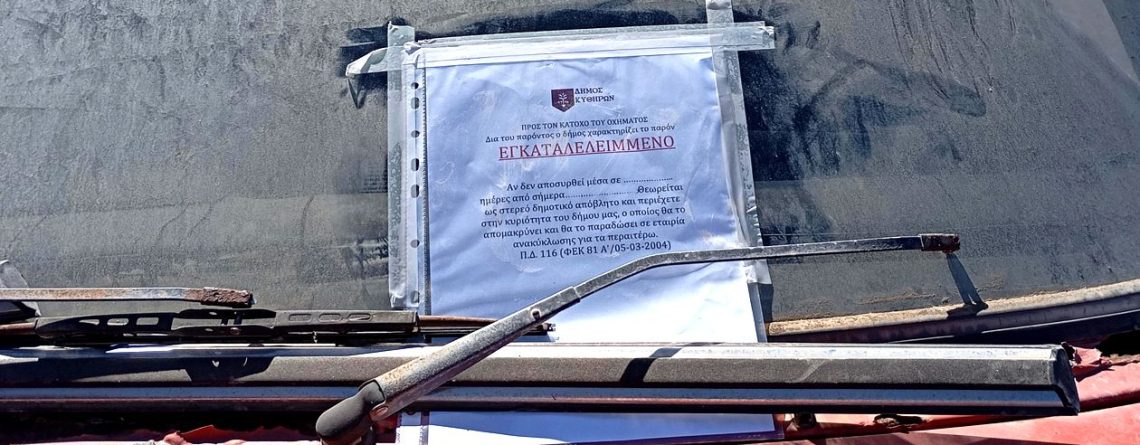 ΔΗΜΟΣ
ΚΥΘΗΡΩΝ
ΠΡΟΣ ΤΟΝ ΚΑΤΟΧΟ ΤΟΥ ΟΧΗΜΑΤΟΣ
Δια του παρόντος ο δήμος χαρακτηρίζει το παρόν
ΕΓΚΑΤΑΛΕΛΕΙΜΜΕΝΟ
Αν δεν αποσυρθεί μέσα σε ....................
ημέρες από σήμερα............................Θεωρείται
ως στερεό δημοτικό απόβλητο και περιέχετε
στην κυριότητα του δήμου μας, ο οποίος θα το
απομακρύνει και θα το παραδώσει σε εταιρία
ανακύκλωσης για τα περαιτέρω.
Π.Δ. 116 (ΦΕΚ 81 Α'/05-03-2004)